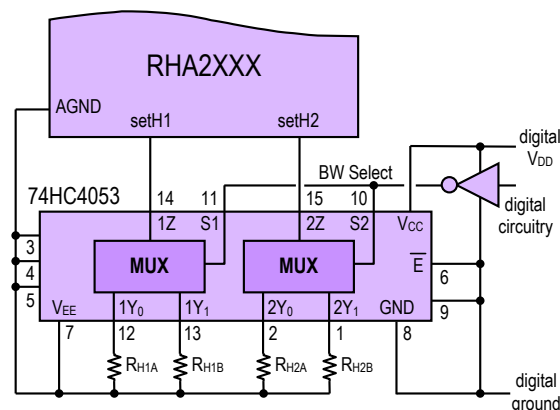 RHA2XXX
AGND
setH1 setH2
digital
VDD
BW Select
74HC4053 14 11 15 10
digital
circuitry
1Z S1 2Z S2 VCC
3
MUX MUX
4
E
6
5
VEE 1Y0 1Y1 2Y0 2Y1 GND
9
7 12 13 2 1 8
RH1A RH1B RH2A RH2B
digital
ground